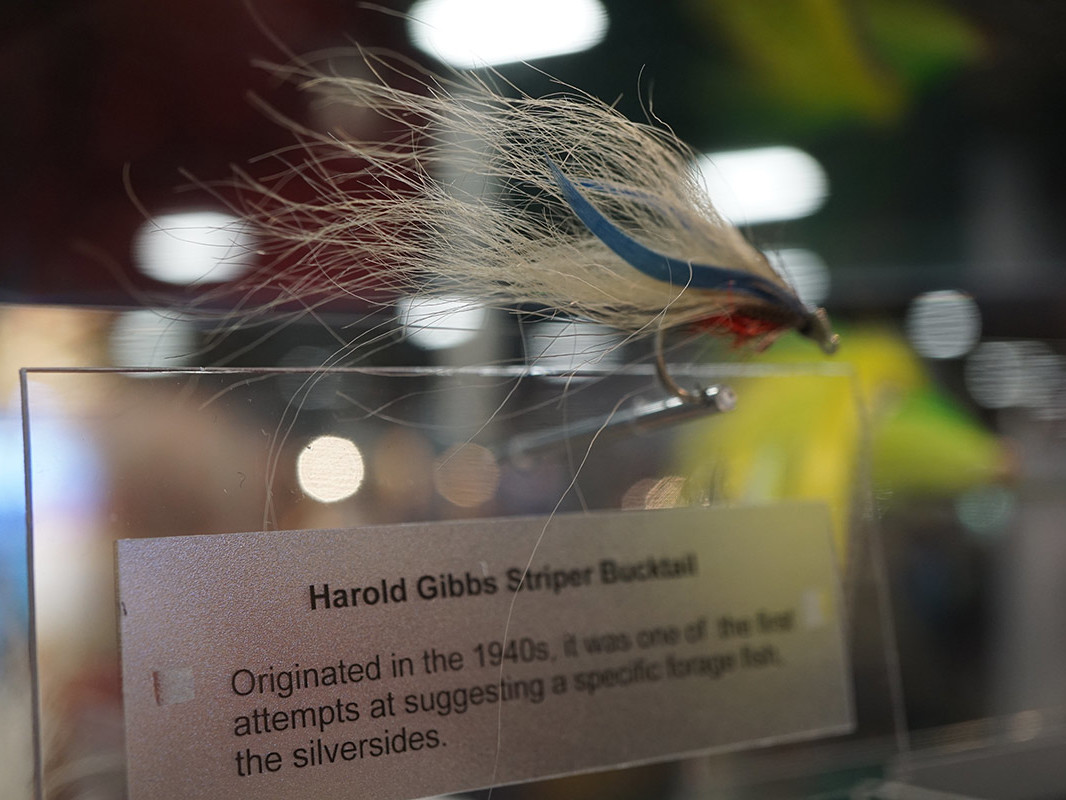 Harold Gibbs Striper Bucktail
Originated in the 1940s, it was one of the first
attempts at suggesting a specific forage fish,
the silversides.